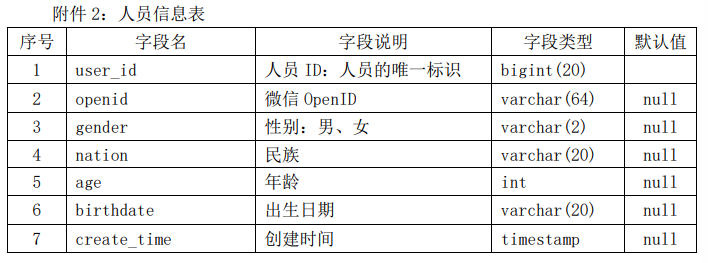 附件 2：人员信息表
序号 字段名 字段说明 字段类型 默认值
1 user_id 人员 ID：人员的唯一标识 bigint(20)
2 openid 微信 OpenID varchar(64) null
3 gender 性别：男、女 varchar(2) null
4 nation 民族 varchar(20) null
5 age 年龄 int null
6 birthdate 出生日期 varchar(20) null
7 create_time 创建时间 timestamp null